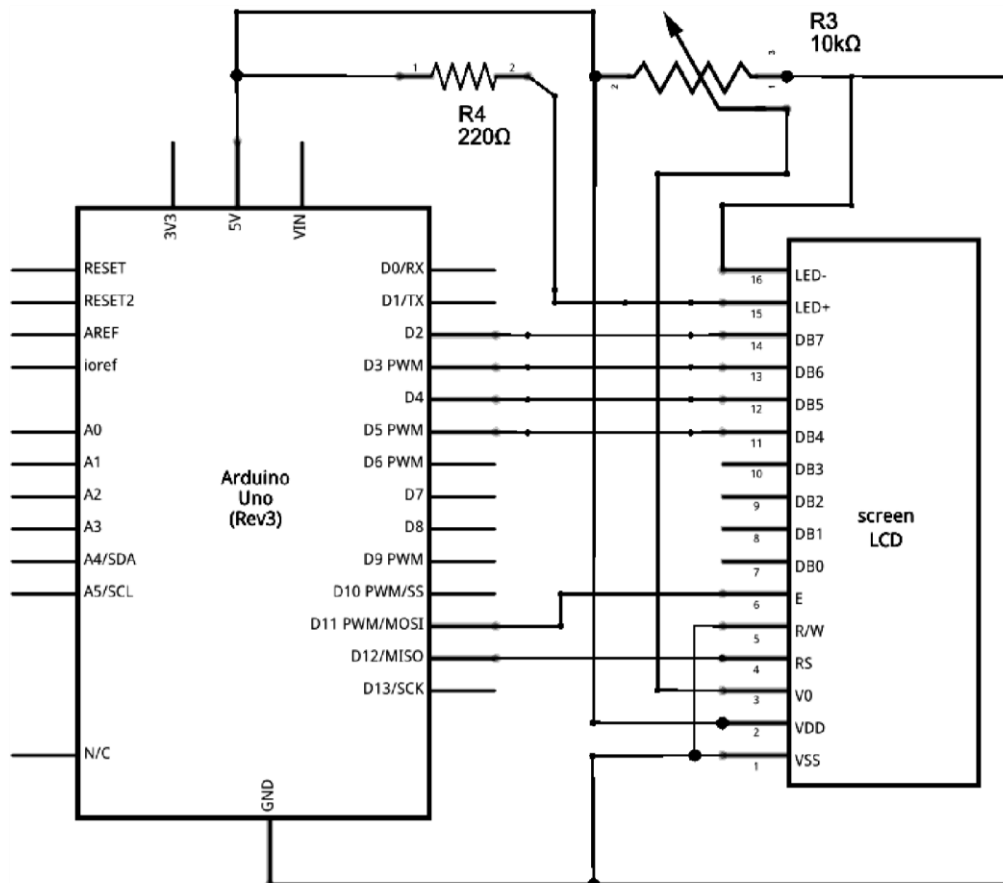 R3
10kΩ
1
2
R4
220Ω
2
3
1
3V3
5V
VIN
RESET
RESET2
AREF
ioref
A0
A1
A2
A3
A4/SDA
A5/SCL
N/C
Arduino
Uno
(Rev3)
D0/RX
D1/TX
D2
D3 PWM
D4
D5 PWM
D6 PWM
D7
D8
D9 PWM
D10 PWM/SS
D11 PWM/MOSI
D12/MISO
D13/SCK
GND
16 LED-
15 LED+
14 DB7
13 DB6
12 DB5
11 DB4
10 DB3
9 DB2
8 DB1
7 DB0
6 E
5 R/W
4 RS
3 V0
2 VDD
1 VSS
screen
LCD